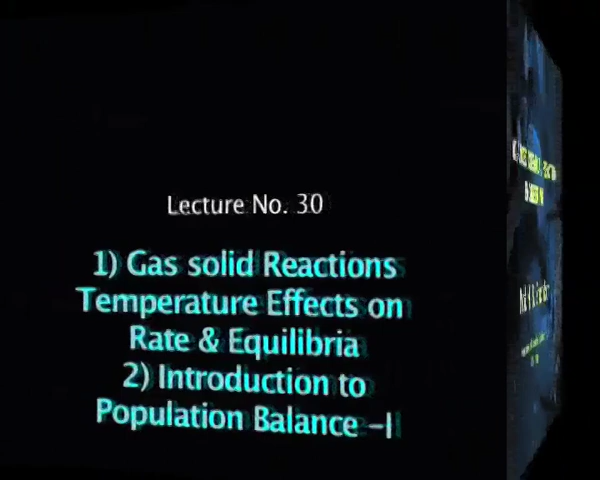 Lecture No. 30
1) Gas solid Reactions
Temperature Effects on
Rate & Equilibria
2) Introduction to
Population Balance –I